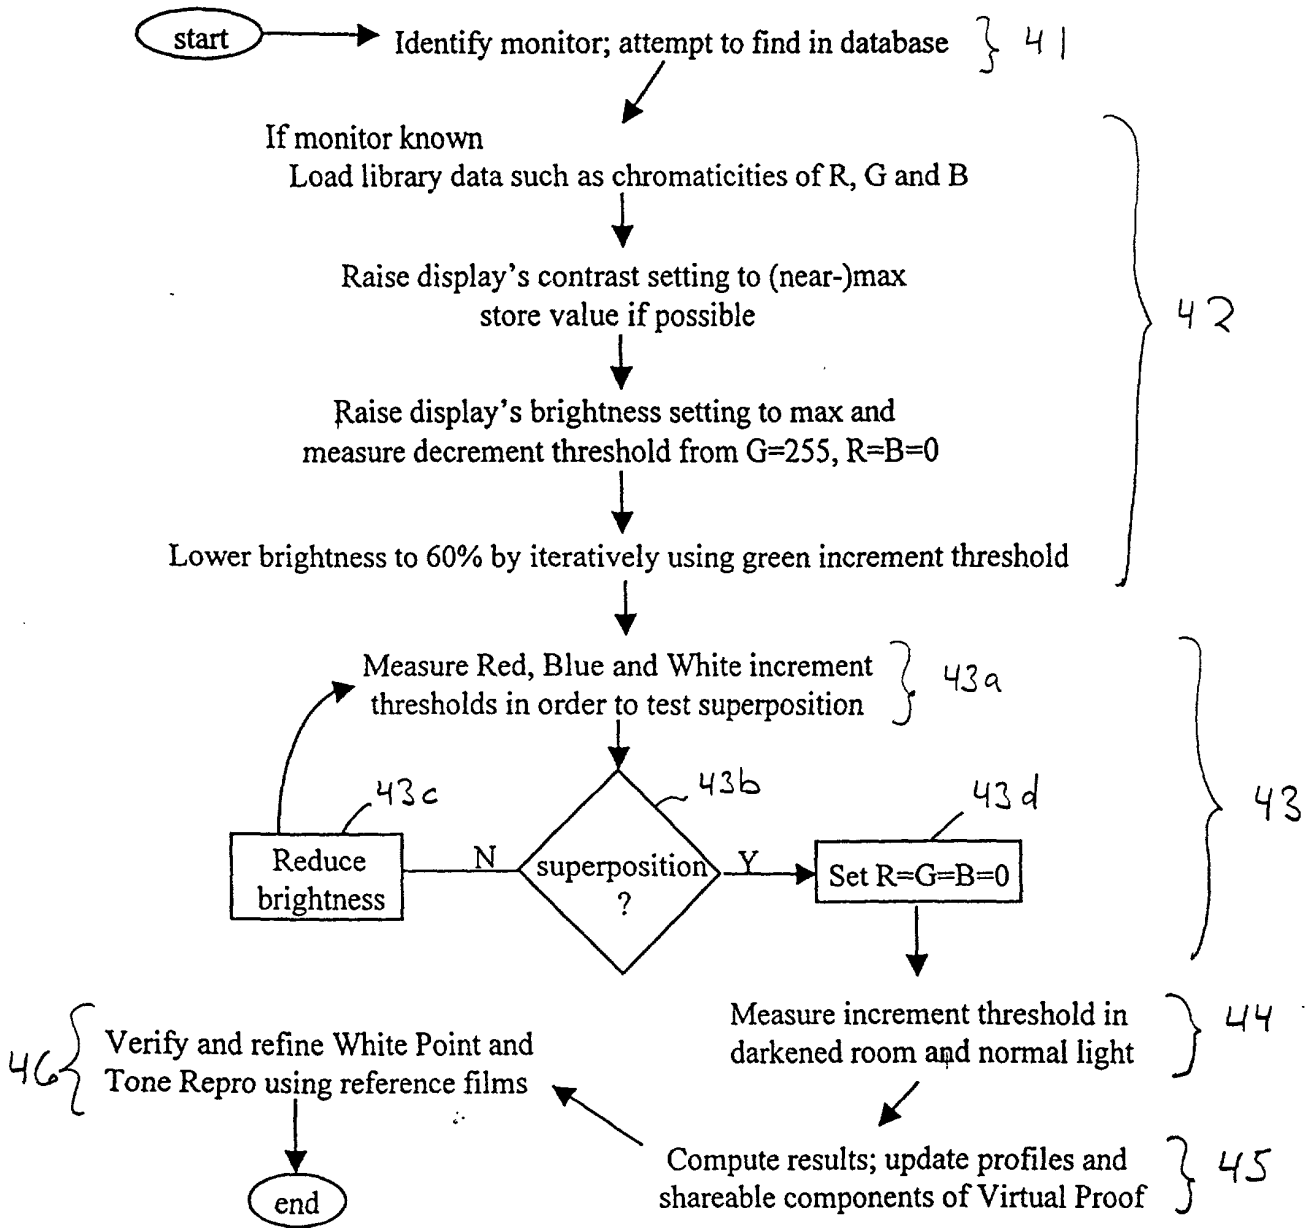 start
Identify monitor; attempt to find in database
41
If monitor known
Load library data such as chromaticities of R, G and B
Raise display's contrast setting to (near-)max
store value if possible
42
Raise display's brightness setting to max and
measure decrement threshold from G=255, R=B=0
Lower brightness to 60% by iteratively using green increment threshold
Measure Red, Blue and White increment
thresholds in order to test superposition
43a
43c
43b
43d
43
Reduce
brightness
N
superposition
?
Y
Set R=G=B=0
Measure increment threshold in
darkened room and normal light
44
46
Verify and refine White Point and
Tone Repro using reference films
Compute results; update profiles and
shareable components of Virtual Proof
45
end